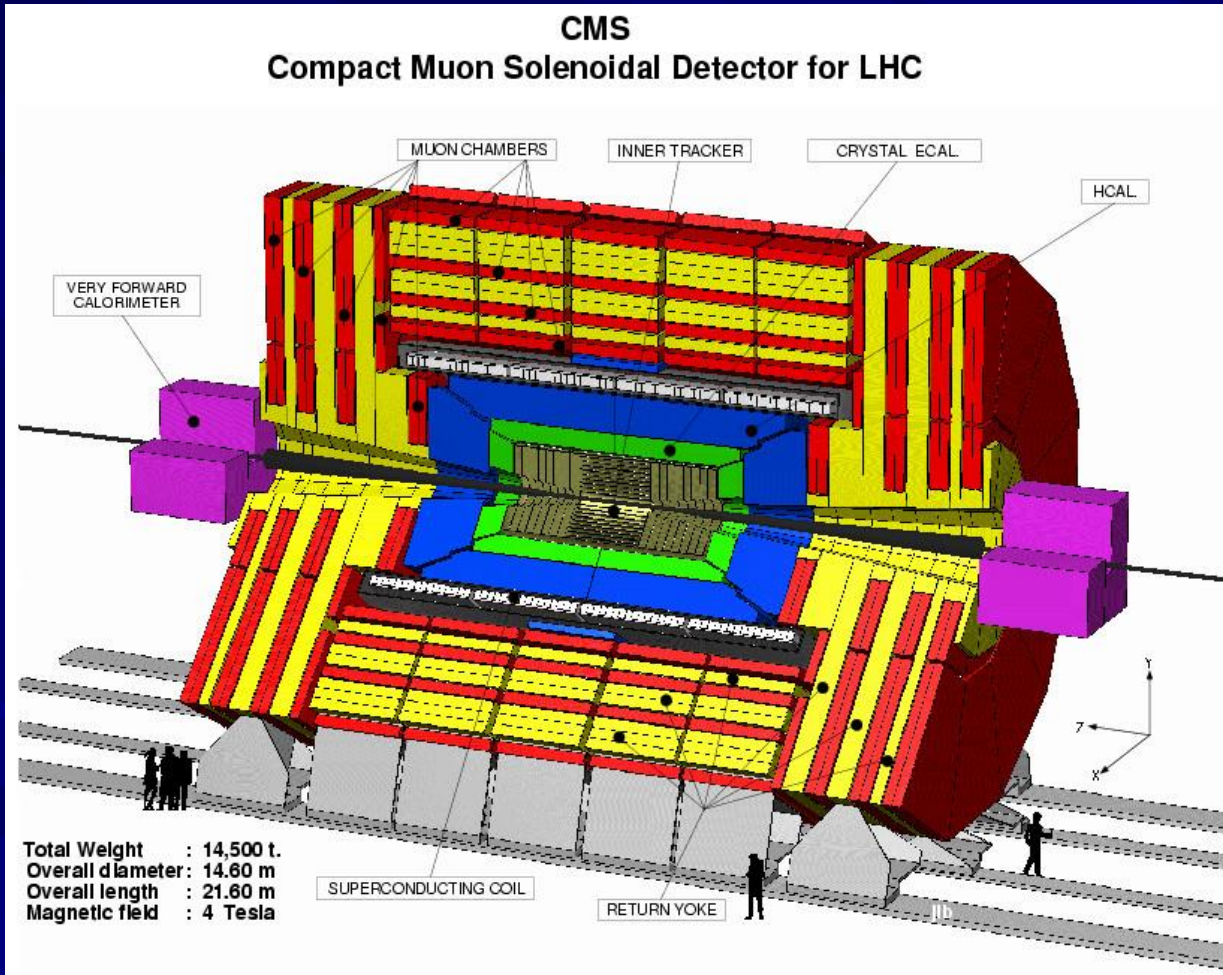 CMS
Compact Muon Solenoidal Detector for LHC
MUON CHAMBERS
INNER TRACKER
CRYSTAL ECAL.
HCAL.
VERY FORWARD
CALORIMETER
Y
Z
X
Total Weight : 14,500 t.
Overall diameter : 14.60 m
Overall length : 21.60 m
Magnetic field : 4 Tesla
SUPERCONDUCTING COIL
RETURN YOKE
jlb